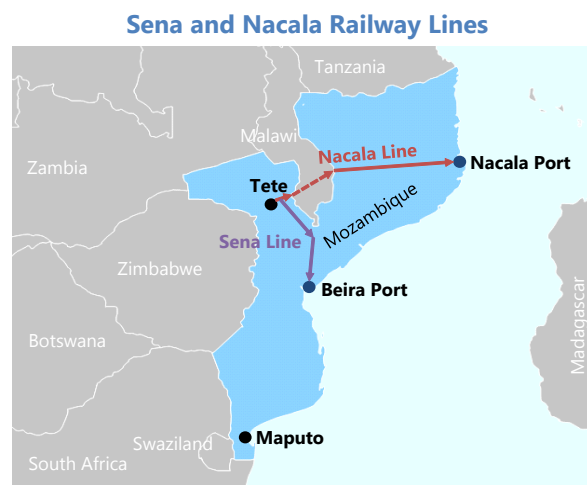 Sena and Nacala Railway Lines
Tanzania
Malawi
Nacala Line
Nacala Port
Zambia
Tete
Mozambique
Sena Line
Zimbabwe
Beira Port
Botswana
Madagascar
Maputo
Swaziland
South Africa